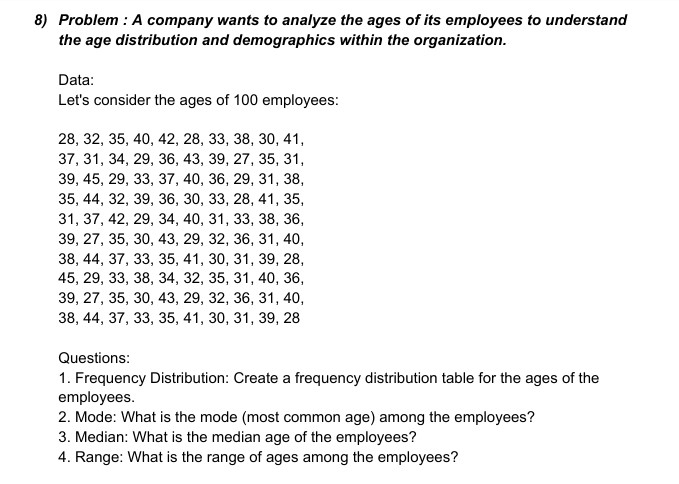 8) Problem : A company wants to analyze the ages of its employees to understand
the age distribution and demographics within the organization.
Data:
Let's consider the ages of 100 employees:
28, 32, 35, 40, 42, 28, 33, 38, 30, 41,
37, 31, 34, 29, 36, 43, 39, 27, 35, 31,
39, 45, 29, 33, 37, 40, 36, 29, 31, 38,
35, 44, 32, 39, 36, 30, 33, 28, 41, 35,
31, 37, 42, 29, 34, 40, 31, 33, 38, 36,
39, 27, 35, 30, 43, 29, 32, 36, 31, 40,
38, 44, 37, 33, 35, 41, 30, 31, 39, 28,
45, 29, 33, 38, 34, 32, 35, 31, 40, 36,
39, 27, 35, 30, 43, 29, 32, 36, 31, 40,
38, 44, 37, 33, 35, 41, 30, 31, 39, 28
Questions:
1. Frequency Distribution: Create a frequency distribution table for the ages of the
employees.
2. Mode: What is the mode (most common age) among the employees?
3. Median: What is the median age of the employees?
4. Range: What is the range of ages among the employees?